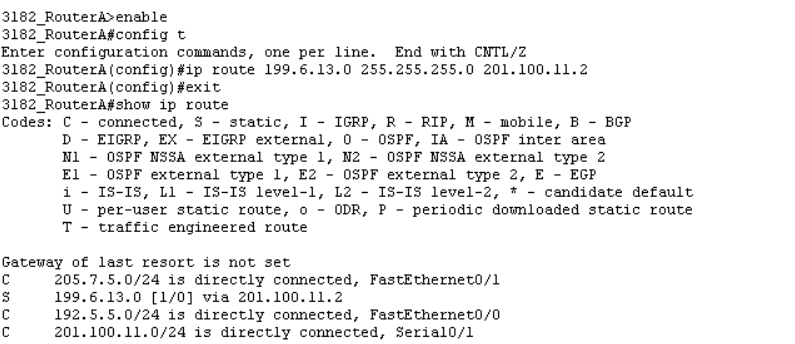 3182_RouterA>enable
3182_RouterA#config t
Enter configuration commands, one per line.  End with CNTL/Z
3182_RouterA(config)#ip route 199.6.13.0 255.255.255.0 201.100.11.2
3182_RouterA(config)#exit
3182_RouterA#show ip route
Codes: C - connected, S - static, I - IGRP, R - RIP, M - mobile, B - BGP
       D - EIGRP, EX - EIGRP external, O - OSPF, IA - OSPF inter area
       N1 - OSPF NSSA external type 1, N2 - OSPF NSSA external type 2
       E1 - OSPF external type 1, E2 - OSPF external type 2, E - EGP
       i - IS-IS, L1 - IS-IS level-1, L2 - IS-IS level-2, * - candidate default
       U - per-user static route, o - ODR, P - periodic downloaded static route
       T - traffic engineered route
Gateway of last resort is not set
C     205.7.5.0/24 is directly connected, FastEthernet0/1
S     199.6.13.0 [1/0] via 201.100.11.2
C     192.5.5.0/24 is directly connected, FastEthernet0/0
C     201.100.11.0/24 is directly connected, Serial0/1